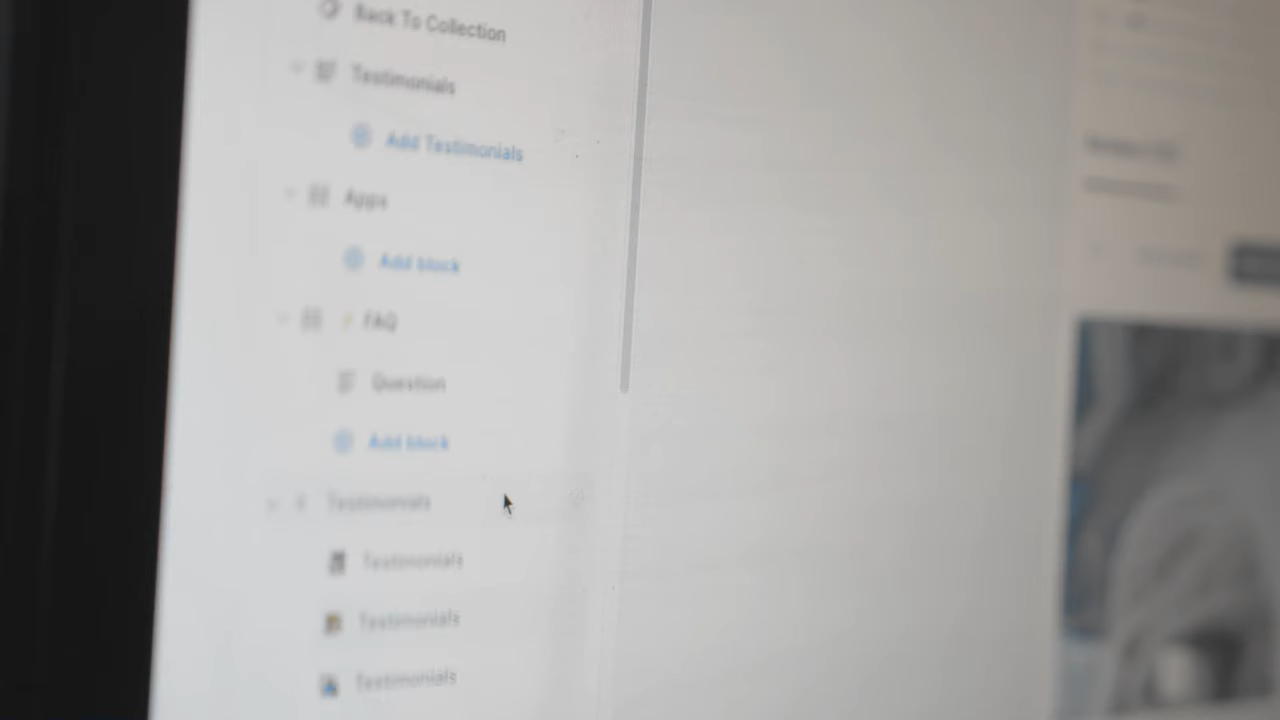 Back To Collection
Testimonials
Add Testimonials
Apps
Add block
FAQ
Question
Add block
Testimonials
Testimonials
Testimonials
Testimonials